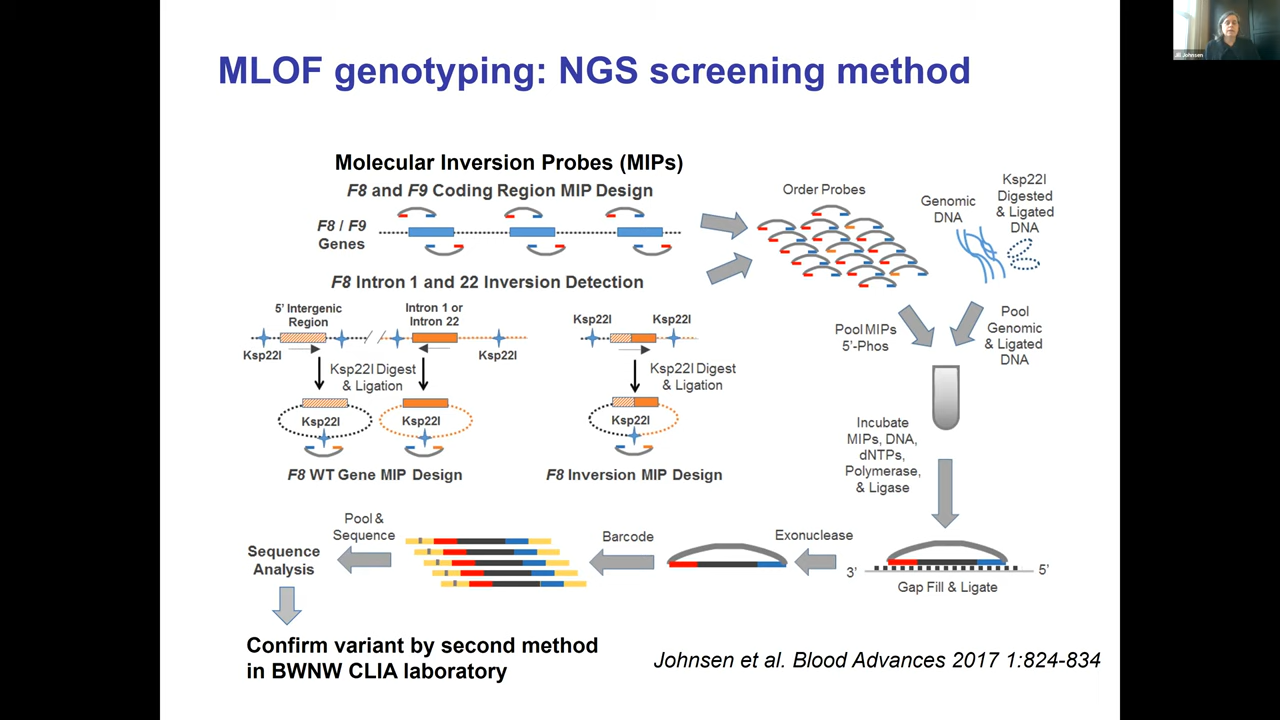 Jill Johnsen
MLOF genotyping: NGS screening method
Molecular Inversion Probes (MIPs)
F8 and F9 Coding Region MIP Design
F8 / F9
Genes
F8 Intron 1 and 22 Inversion Detection
5' Intergenic
Region
Intron 1 or
Intron 22
Ksp22I
Ksp22I
Ksp22I Digest
& Ligation
Ksp22I
Ksp22I
F8 WT Gene MIP Design
Ksp22I
Ksp22I
Ksp22I Digest
& Ligation
Ksp22I
F8 Inversion MIP Design
Order Probes
Genomic
DNA
Ksp22I
Digested
& Ligated
DNA
Pool MIPs
5'-Phos
Pool
Genomic
& Ligated
DNA
Incubate
MIPs, DNA,
dNTPs,
Polymerase,
& Ligase
3'
5'
Gap Fill & Ligate
Exonuclease
Barcode
Pool &
Sequence
Sequence
Analysis
Confirm variant by second method
in BWNW CLIA laboratory
Johnsen et al. Blood Advances 2017 1:824-834